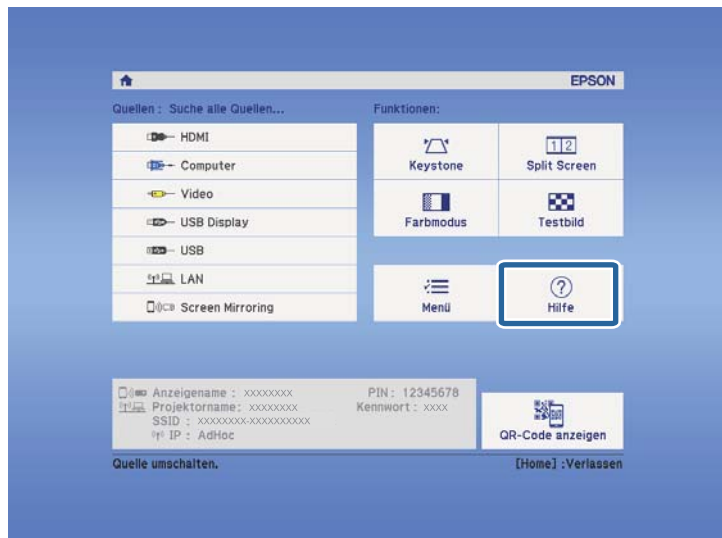 EPSON
Quellen : Suche alle Quellen...
HDMI
Computer
Video
USB Display
USB
LAN
Screen Mirroring
Funktionen:
Keystone
1 2
Split Screen
Farbmodus
Testbild
Menü
?
Hilfe
Anzeigename : xxxxxxxx
PIN : 12345678
Projektorname: xxxxxxxx
Kennwort : xxxx
SSID : xxxxxxxx-xxxxxxxxxx
IP : AdHoc
QR-Code anzeigen
Quelle umschalten.
[Home] :Verlassen